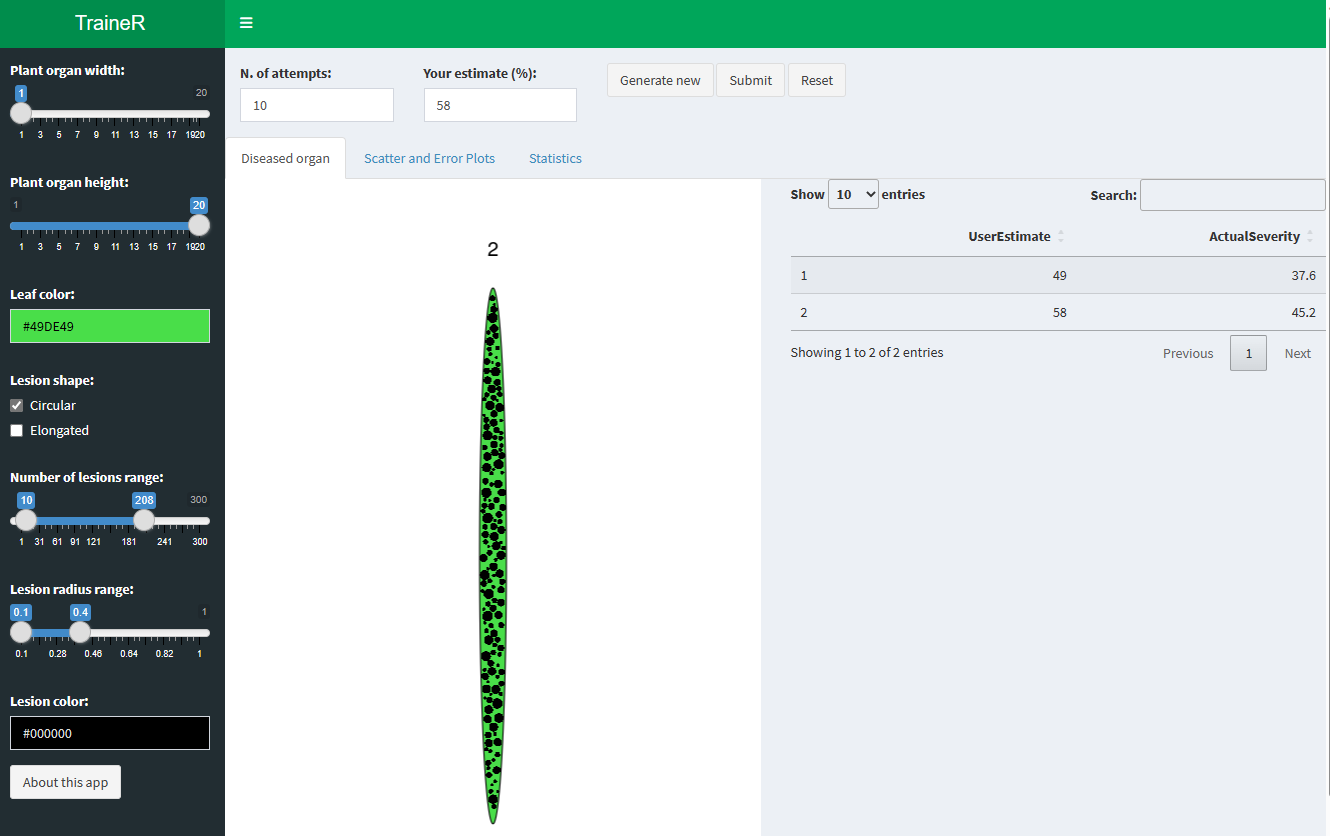 TraineR
Plant organ width:
1 20
1 3 5 7 9 11 13 15 17 1920
Plant organ height:
1 20
1 3 5 7 9 11 13 15 17 1920
Leaf color:
#49DE49
Lesion shape:
Circular
Elongated
Number of lesions range:
10 208 300
1 31 61 91 121 181 241 300
Lesion radius range:
0.1 0.4 1
0.1 0.28 0.46 0.64 0.82 1
Lesion color:
#000000
About this app
N. of attempts: Your estimate (%):
10 58 Generate new Submit Reset
Diseased organ Scatter and Error Plots Statistics
2
Show 10 entries Search:
UserEstimate ActualSeverity
1 49 37.6
2 58 45.2
Showing 1 to 2 of 2 entries Previous 1 Next